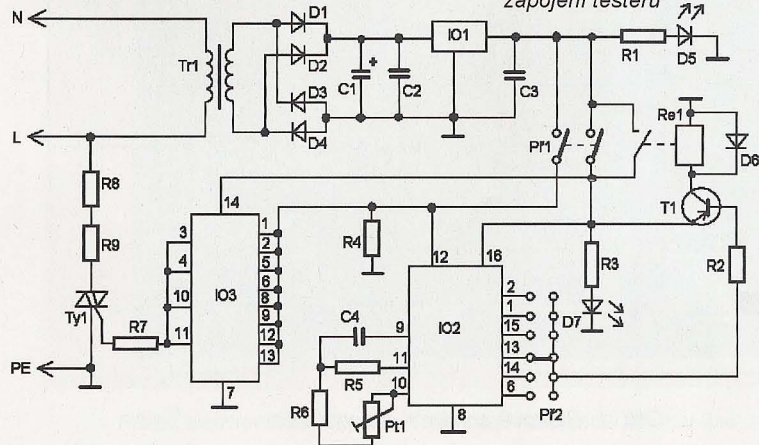 zapojení testeru
N
D1
IO1
R1
D5
Tr1
D2
C1
+
C2
C3
D3
D4
L
Př1
Re1
D6
R8
14
T1
R9
3
1
R4
12
16
R3
R2
4
2
5
IO3
6
2
10
8
C4
9
IO2
1
D7
Ty1
R7
11
9
15
12
R5
11
13
13
10
14
PE
7
R6
Pt1
8
6
Př2